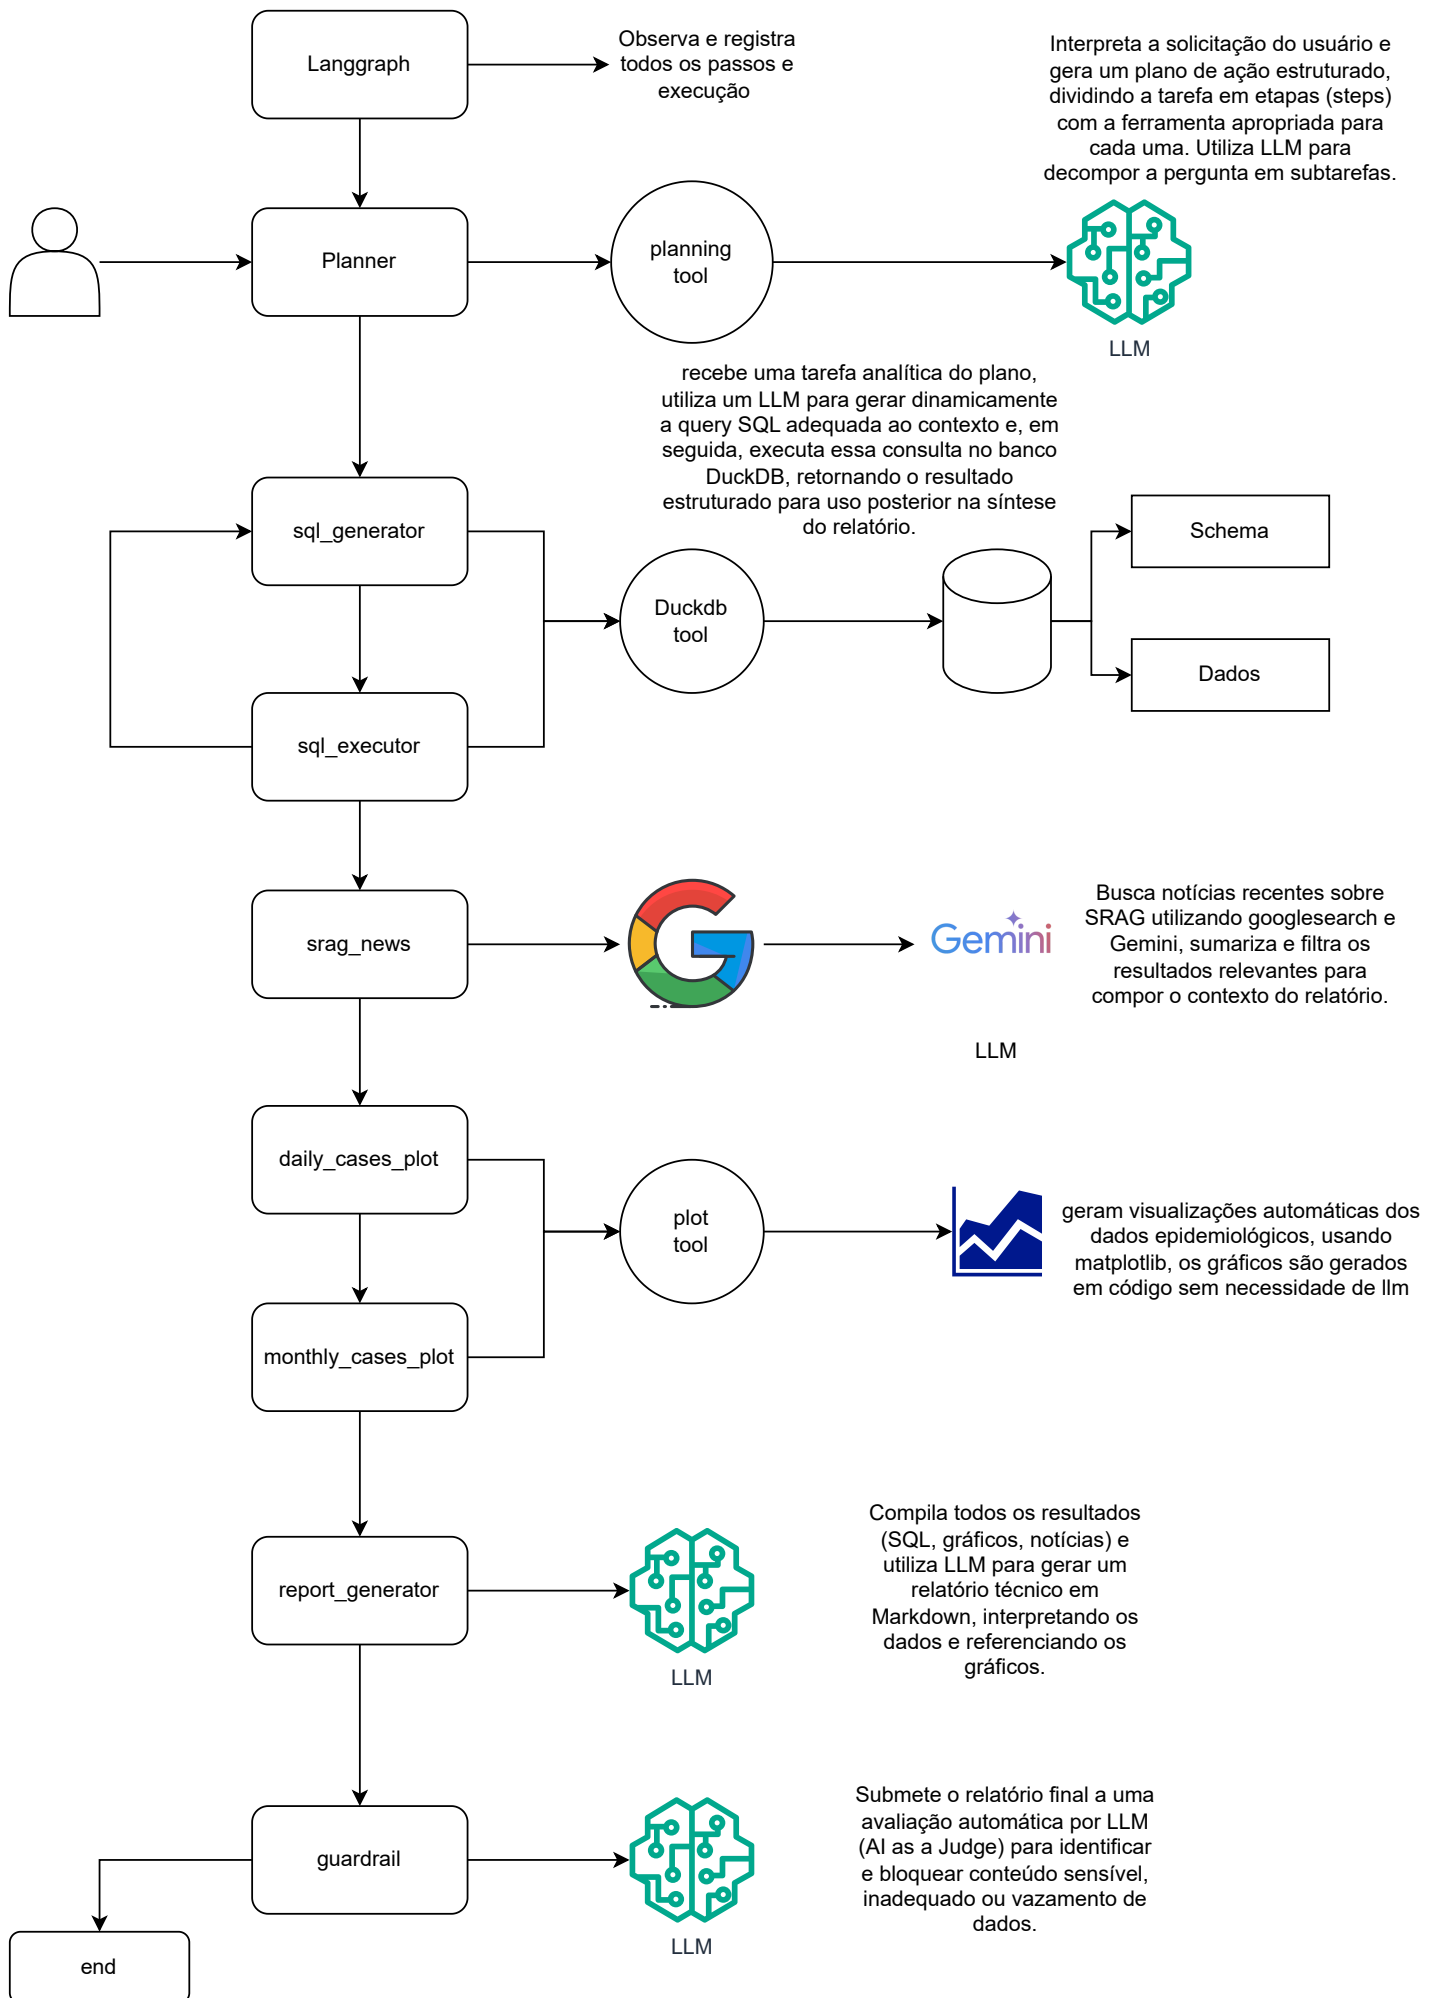 Langgraph
Observa e registra
todos os passos e
execução
Interpreta a solicitação do usuário e
gera um plano de ação estruturado,
dividindo a tarefa em etapas (steps)
com a ferramenta apropriada para
cada uma. Utiliza LLM para
decompor a pergunta em subtarefas.
Planner
planning
tool
LLM
recebe uma tarefa analítica do plano,
utiliza um LLM para gerar dinamicamente
a query SQL adequada ao contexto e, em
seguida, executa essa consulta no banco
DuckDB, retornando o resultado
estruturado para uso posterior na síntese
do relatório.
sql_generator
Duckdb
tool
Schema
Dados
sql_executor
srag_news
Gemini
LLM
Busca notícias recentes sobre
SRAG utilizando googlesearch e
Gemini, sumariza e filtra os
resultados relevantes para
compor o contexto do relatório.
daily_cases_plot
plot
tool
geram visualizações automáticas dos
dados epidemiológicos, usando
matplotlib, os gráficos são gerados
em código sem necessidade de llm
monthly_cases_plot
report_generator
LLM
Compila todos os resultados
(SQL, gráficos, notícias) e
utiliza LLM para gerar um
relatório técnico em
Markdown, interpretando os
dados e referenciando os
gráficos.
guardrail
LLM
Submete o relatório final a uma
avaliação automática por LLM
(AI as a Judge) para identificar
e bloquear conteúdo sensível,
inadequado ou vazamento de
dados.
end